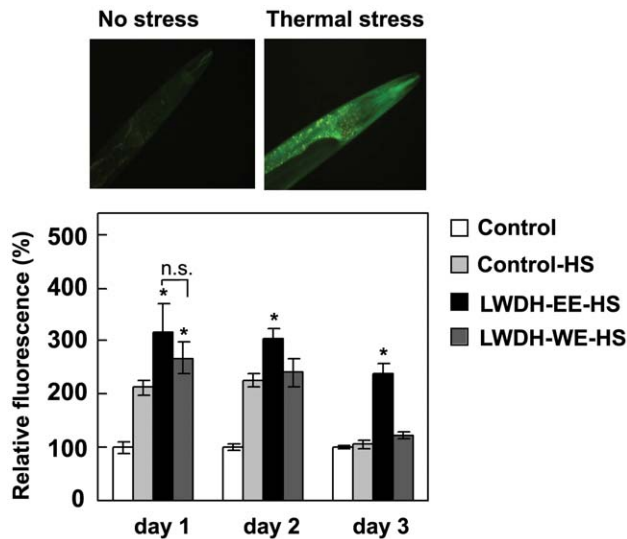 No stress
Thermal stress
Relative fluorescence (%)
500
400
300
200
100
0
n.s.
*
*
*
*
day 1
day 2
day 3
Control
Control-HS
LWDH-EE-HS
LWDH-WE-HS